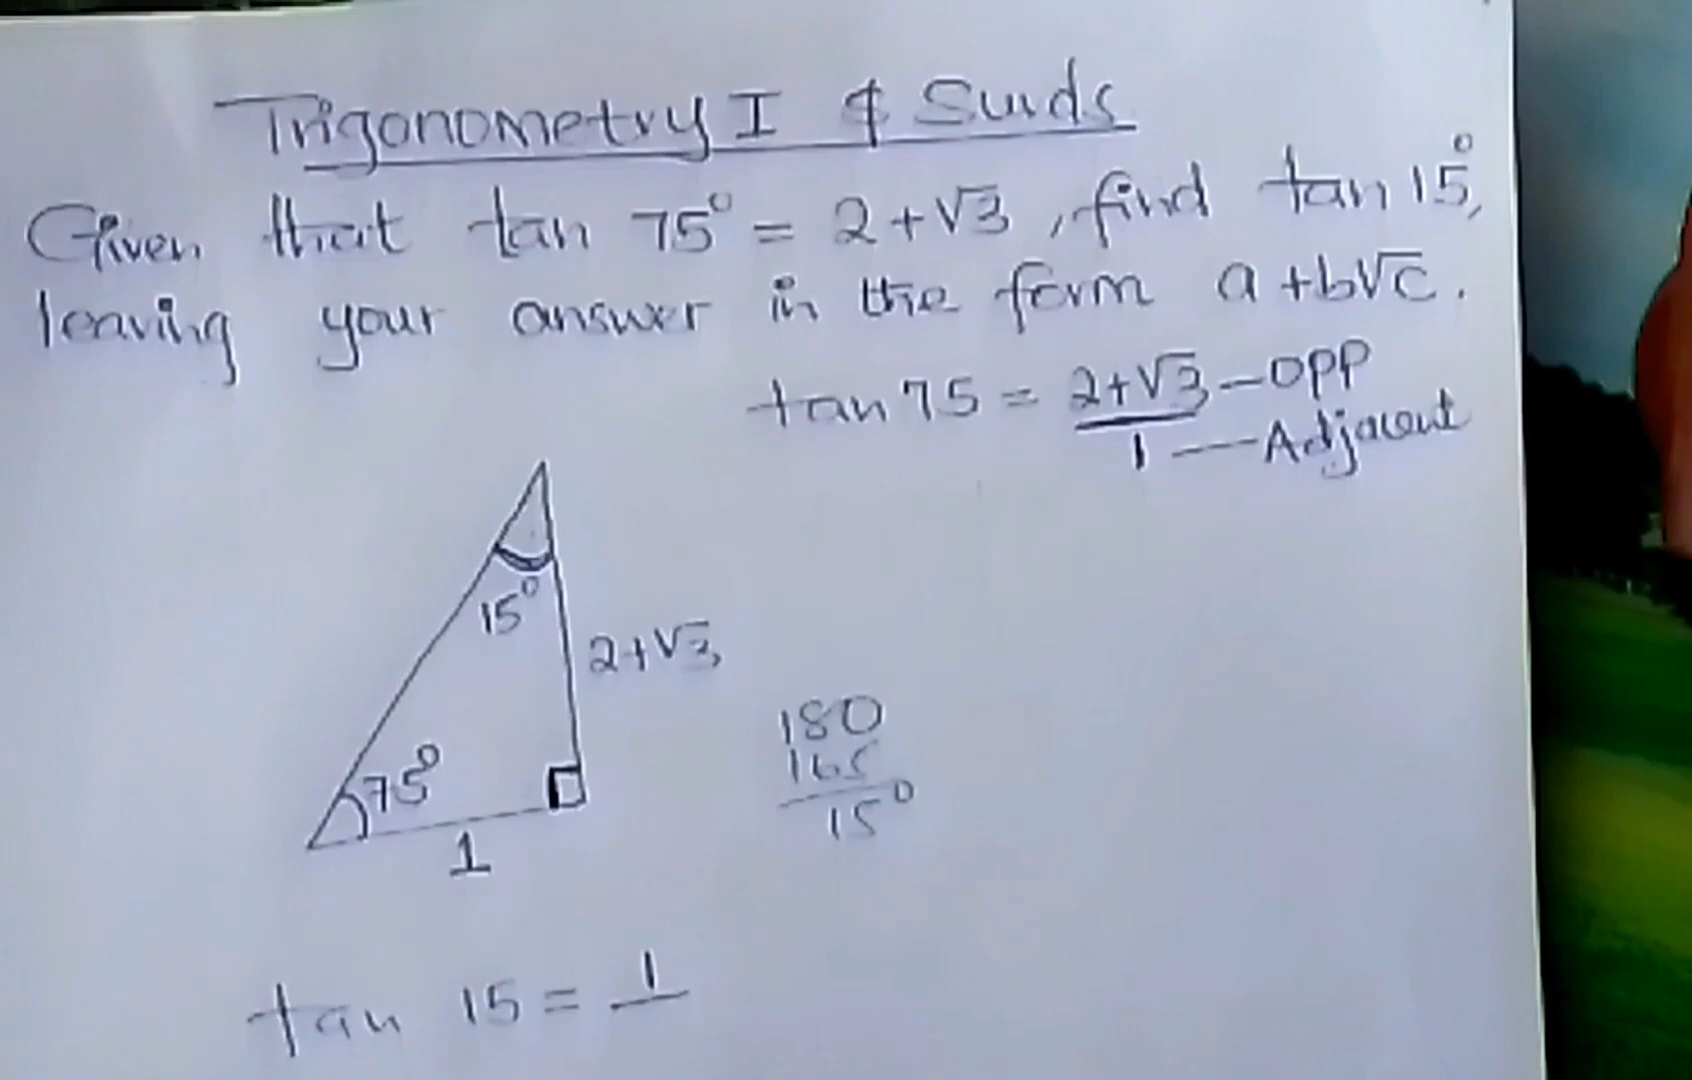 Trigonometry I & Surds
Given that tan 75° = 2+√3, find tan 15°,
leaving your answer in the form a+b√c.
tan 75 = 2+√3 — opp
1 — Adjacent
15°
2+√3
75°
1
180
165
15°
tan 15 = 1